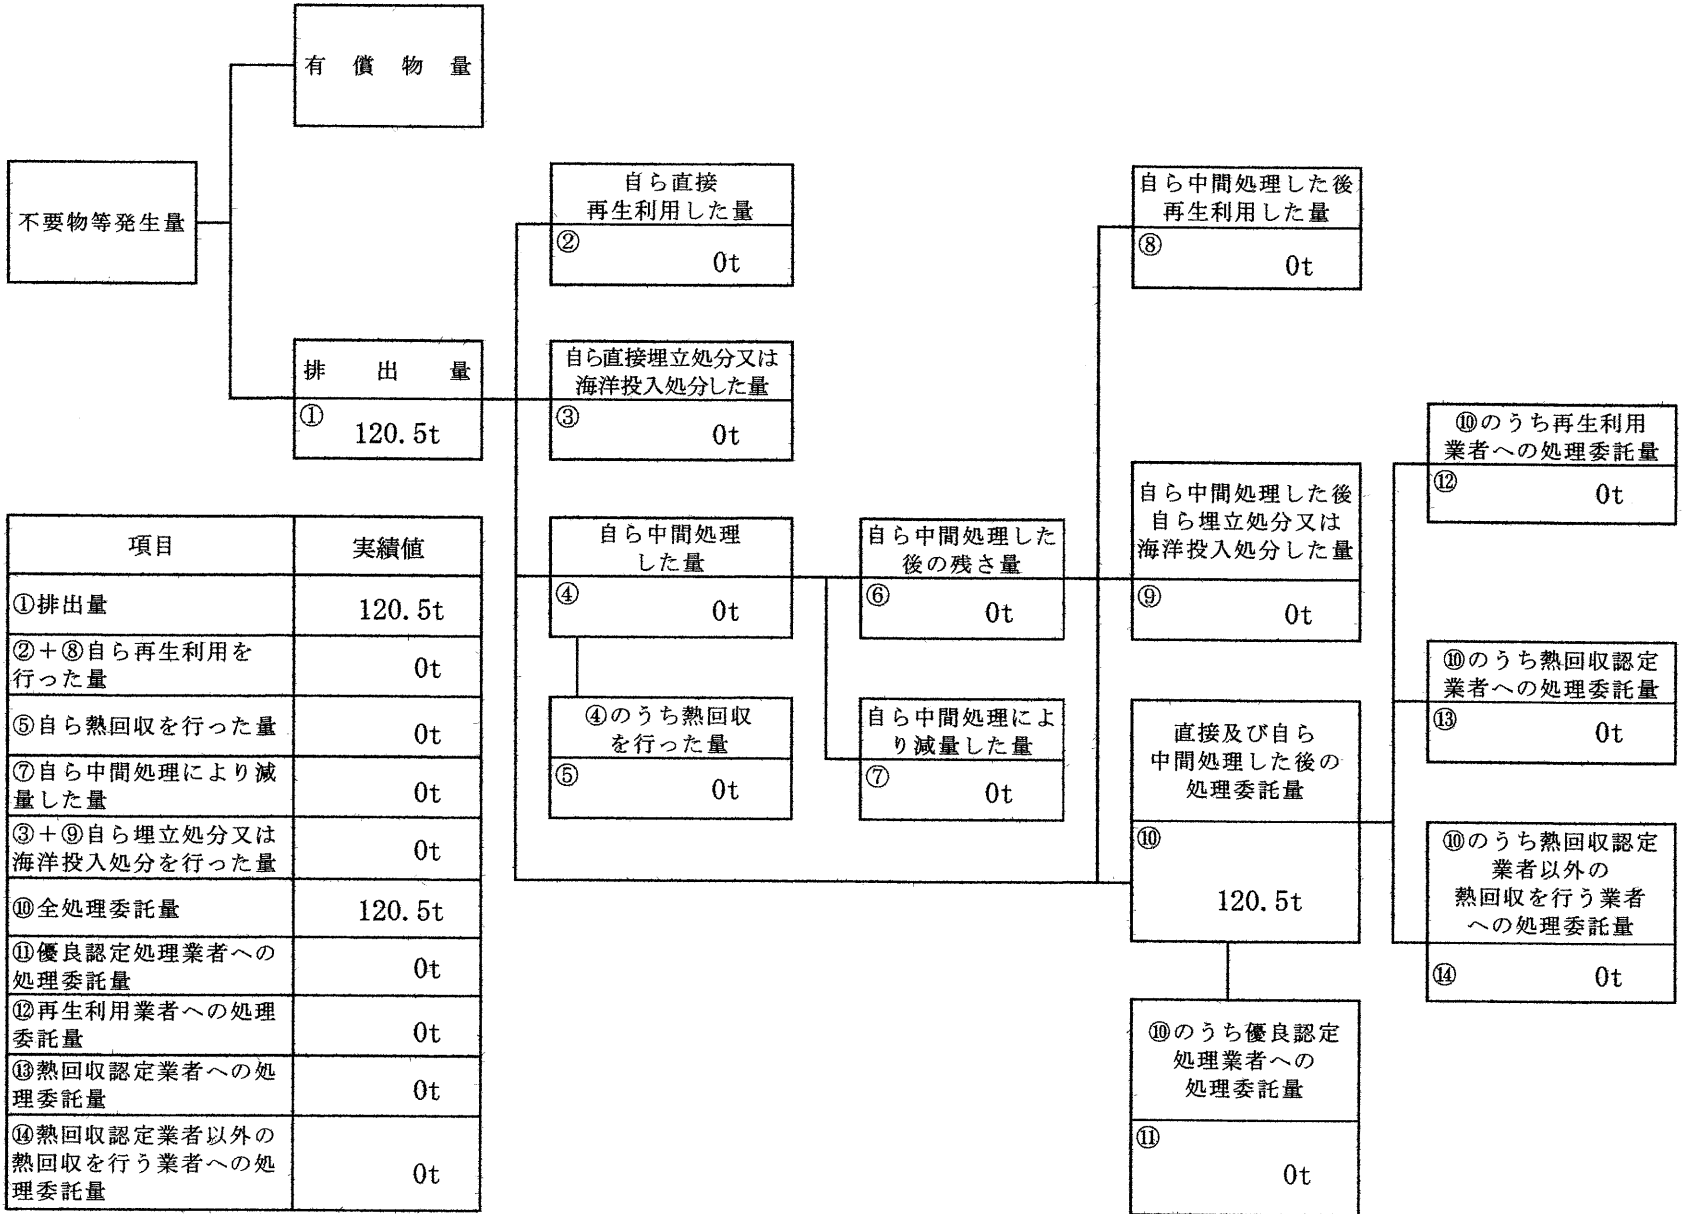 有償物量
不要物等発生量
排出量
①
120.5t
自ら直接
再生利用した量
②
0t
自ら直接埋立処分又は
海洋投入処分した量
③
0t
自ら中間処理
した量
④
0t
④のうち熱回収
を行った量
⑤
0t
自ら中間処理した
後の残さ量
⑥
0t
自ら中間処理によ
り減量した量
⑦
0t
自ら中間処理した後
再生利用した量
⑧
0t
自ら中間処理した後
自ら埋立処分又は
海洋投入処分した量
⑨
0t
直接及び自ら
中間処理した後の
処理委託量
⑩
120.5t
⑩のうち優良認定
処理業者への
処理委託量
⑪
0t
⑩のうち再生利用
業者への処理委託量
⑫
0t
⑩のうち熱回収認定
業者への処理委託量
⑬
0t
⑩のうち熱回収認定
業者以外の
熱回収を行う業者
への処理委託量
⑭
0t
項目 実績値
①排出量 120.5t
②+⑧自ら再生利用を
行った量 0t
⑤自ら熱回収を行った量 0t
⑦自ら中間処理により減
量した量 0t
③+⑨自ら埋立処分又は
海洋投入処分を行った量 0t
⑩全処理委託量 120.5t
⑪優良認定処理業者への
処理委託量 0t
⑫再生利用業者への処理
委託量 0t
⑬熱回収認定業者への処
理委託量 0t
⑭熱回収認定業者以外の
熱回収を行う業者への処
理委託量 0t